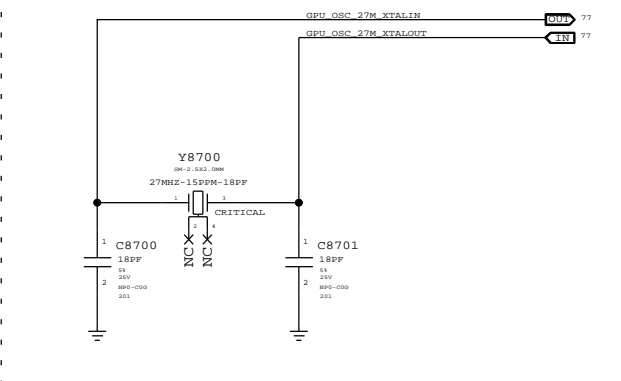 GPU_OSC_27M_XTALIN
OUT
77
GPU_OSC_27M_XTALOUT
IN
77
Y8700
SM-2.5X2.0MM
27MHZ-15PPM-18PF
1
3
CRITICAL
2
4
NC
NC
1
C8700
18PF
5%
25V
2
NP0-C0G
201
1
C8701
18PF
5%
25V
2
NP0-C0G
201